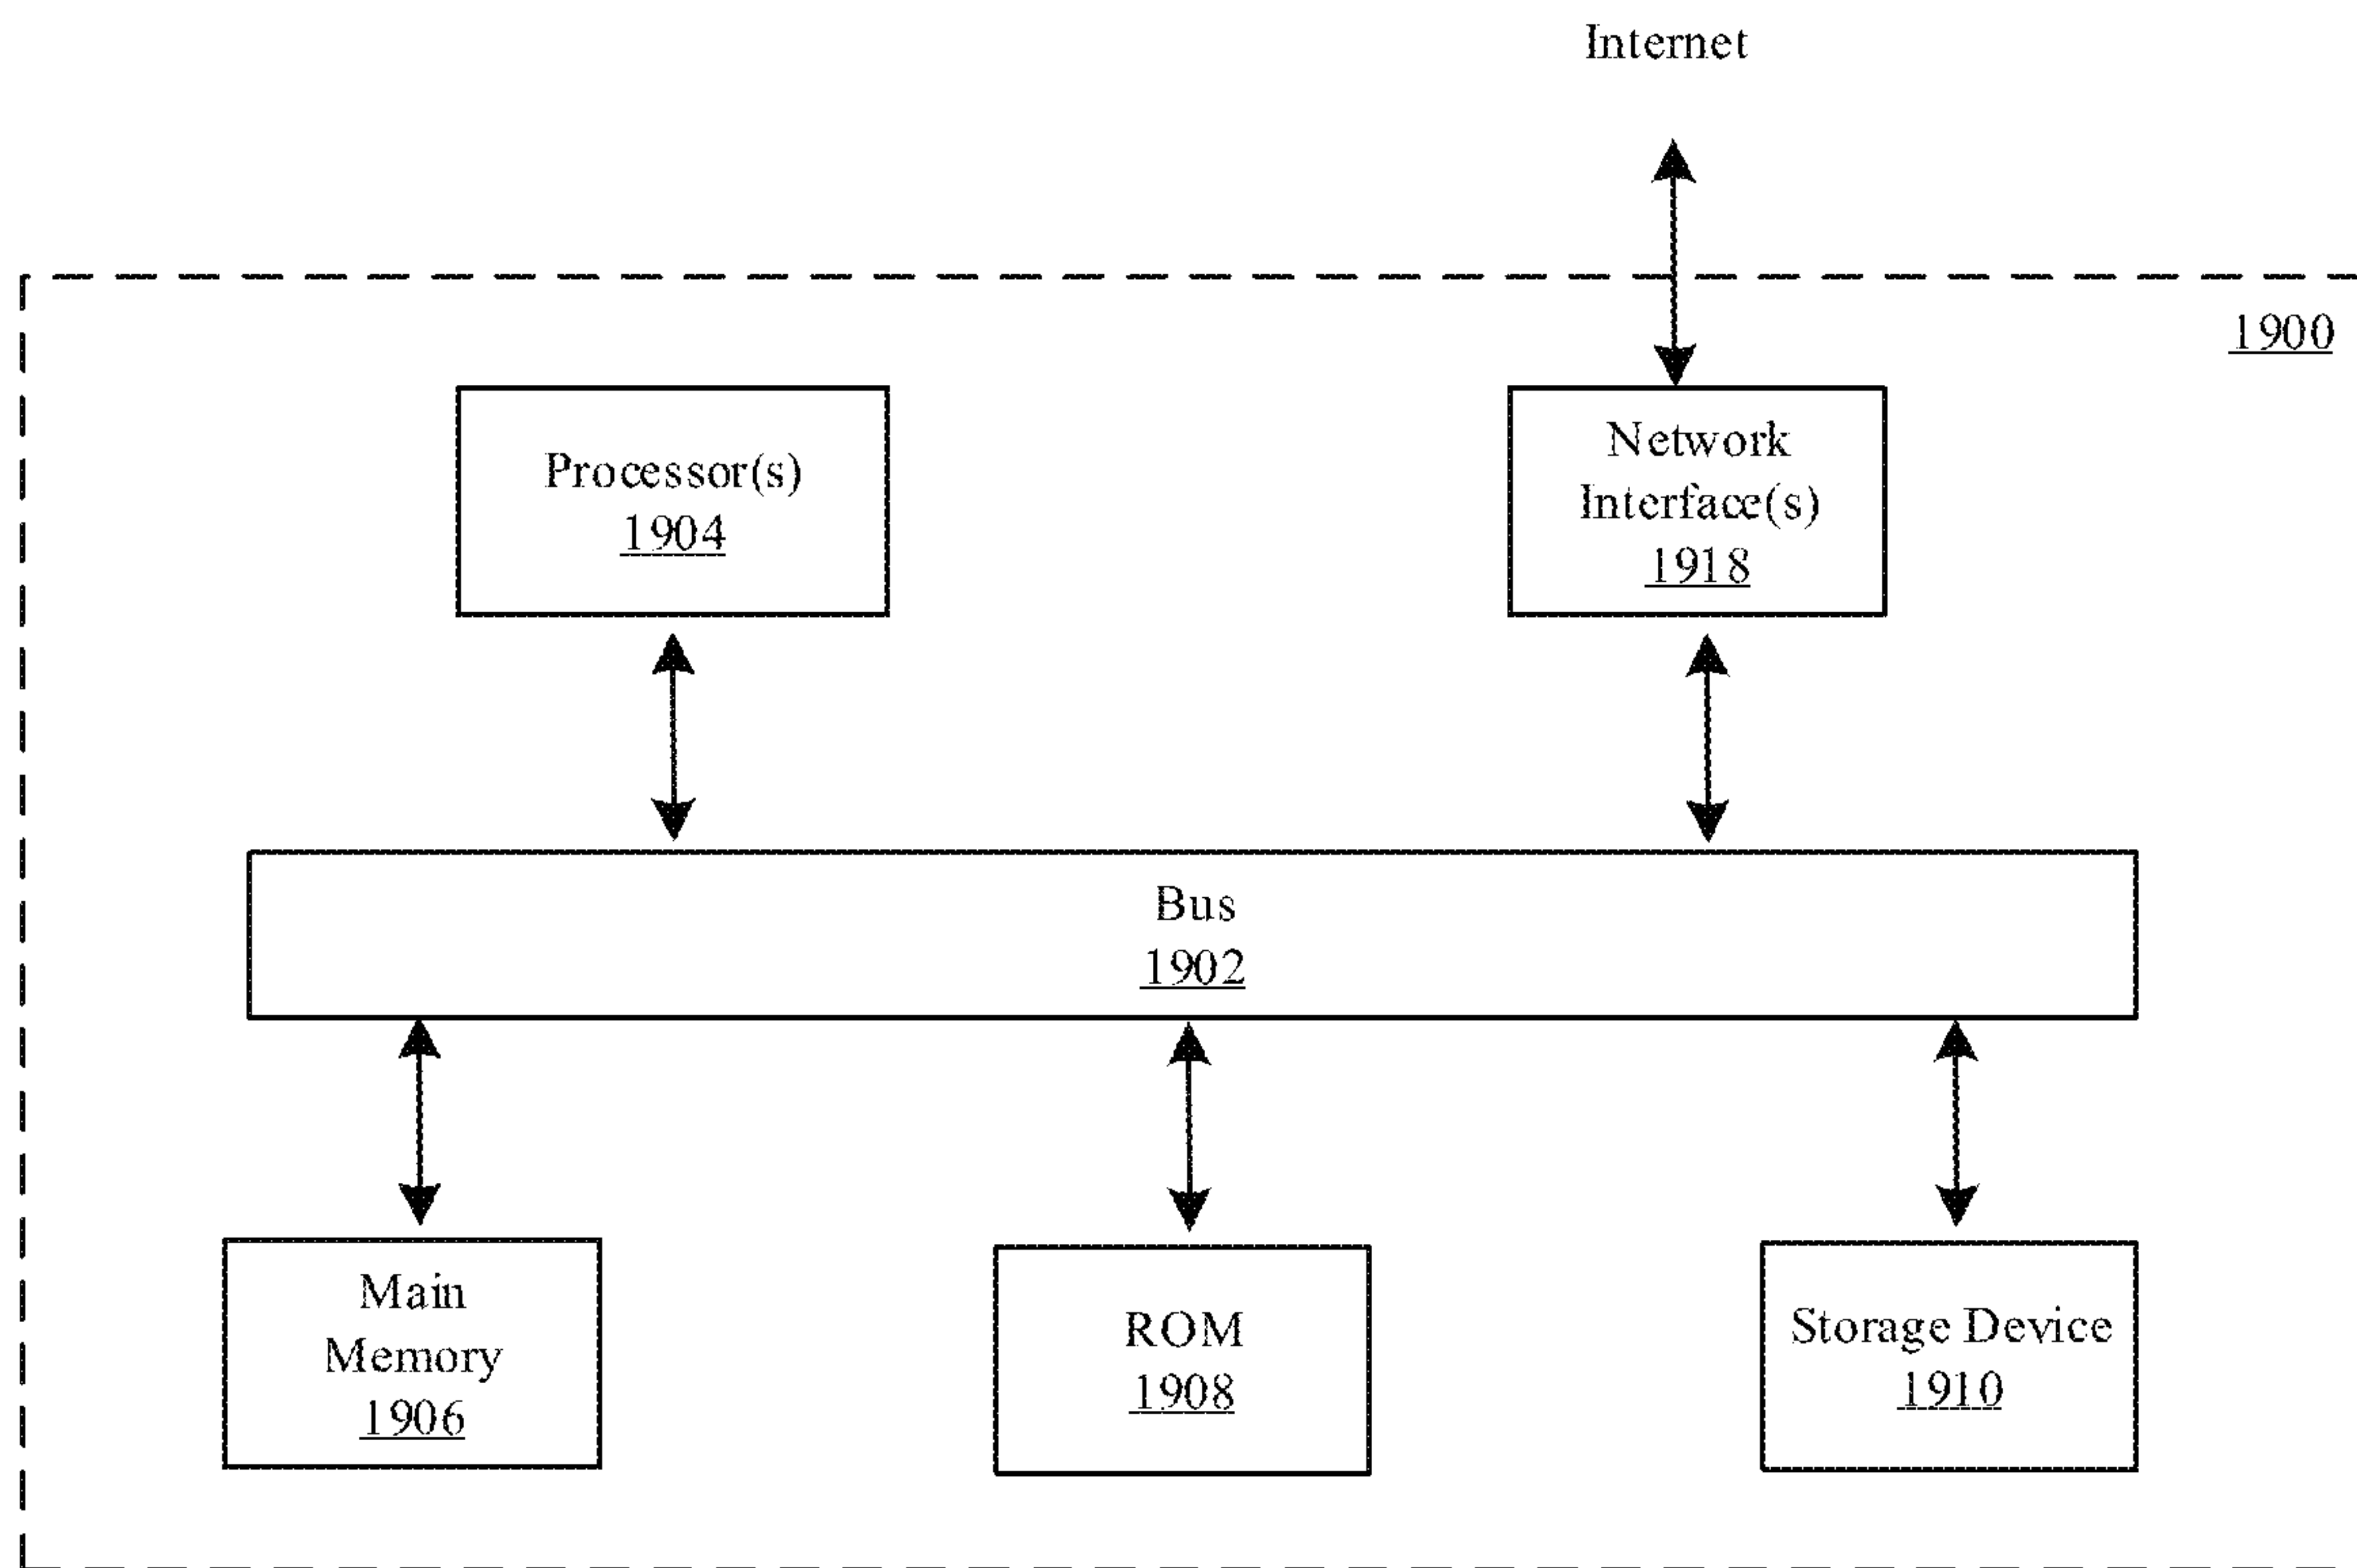 Internet
1900
Processor(s)
1904
Network
Interface(s)
1918
Bus
1902
Main
Memory
1906
ROM
1908
Storage Device
1910